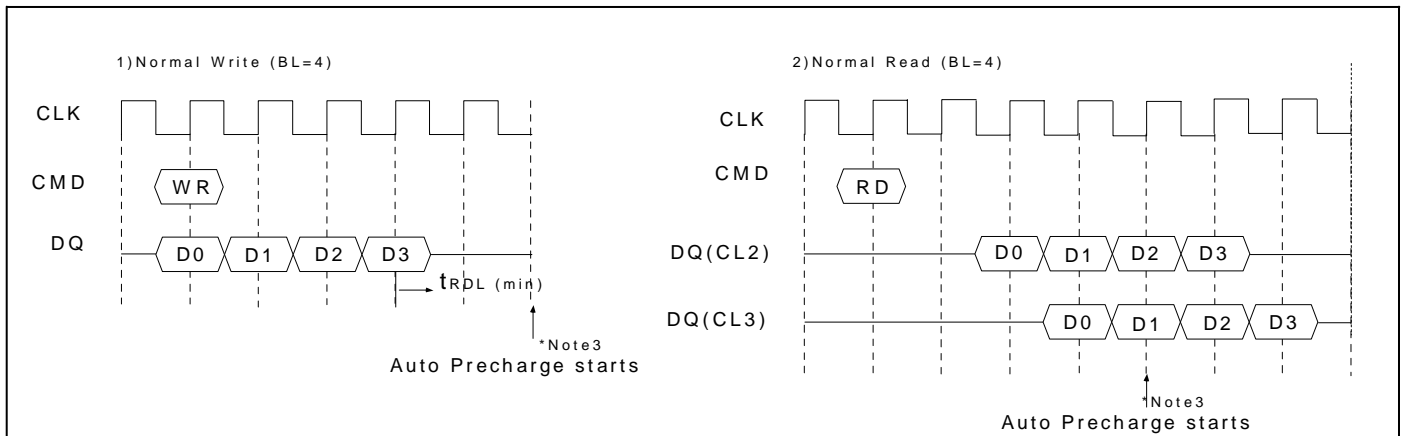 1)Normal Write (BL=4)
CLK
CMD
WR
DQ
D0 D1 D2 D3
tRDL (min)
*Note3
Auto Precharge starts
2)Normal Read (BL=4)
CLK
CMD
RD
DQ(CL2)
D0 D1 D2 D3
DQ(CL3)
D0 D1 D2 D3
*Note3
Auto Precharge starts